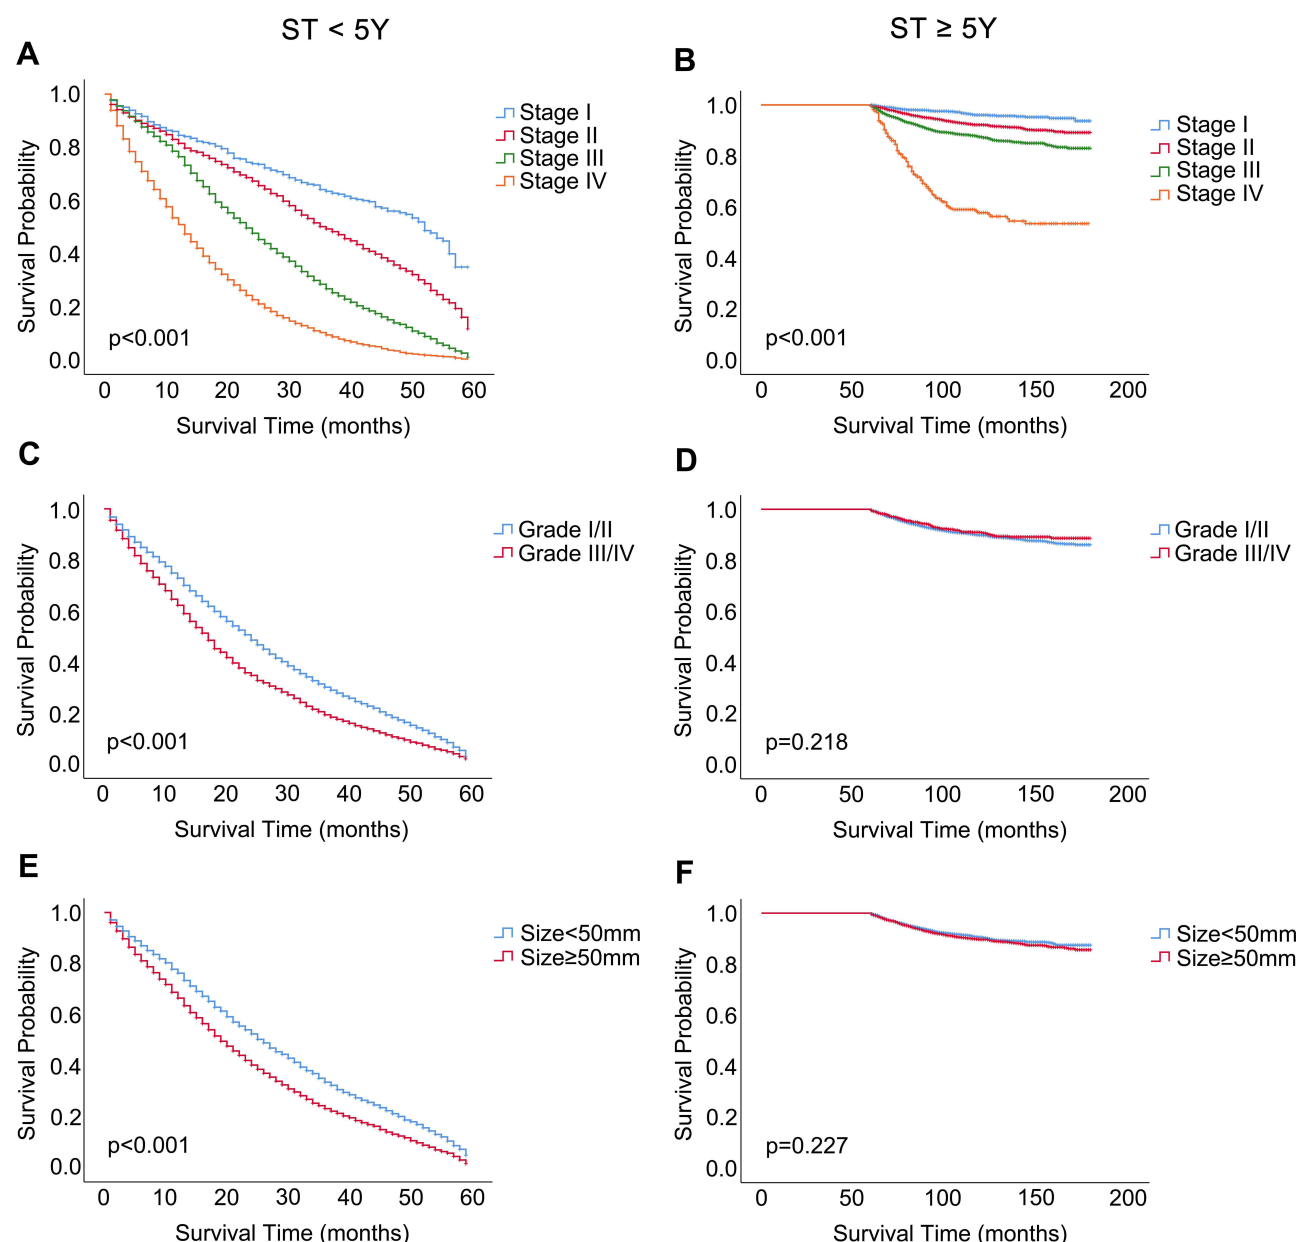 ST < 5Y
ST ≥ 5Y
A
Survival Probability
1.0
0.8
0.6
0.4
0.2
0.0
p<0.001
Stage I
Stage II
Stage III
Stage IV
0 10 20 30 40 50 60
Survival Time (months)
B
Survival Probability
1.0
0.8
0.6
0.4
0.2
0.0
p<0.001
Stage I
Stage II
Stage III
Stage IV
0 50 100 150 200
Survival Time (months)
C
Survival Probability
1.0
0.8
0.6
0.4
0.2
0.0
p<0.001
Grade I/II
Grade III/IV
0 10 20 30 40 50 60
Survival Time (months)
D
Survival Probability
1.0
0.8
0.6
0.4
0.2
0.0
p=0.218
Grade I/II
Grade III/IV
0 50 100 150 200
Survival Time (months)
E
Survival Probability
1.0
0.8
0.6
0.4
0.2
0.0
p<0.001
Size<50mm
Size≥50mm
0 10 20 30 40 50 60
Survival Time (months)
F
Survival Probability
1.0
0.8
0.6
0.4
0.2
0.0
p=0.227
Size<50mm
Size≥50mm
0 50 100 150 200
Survival Time (months)